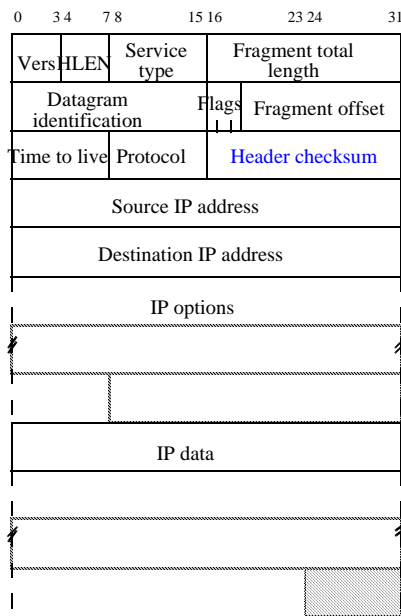 0 3 4 7 8 15 16 23 24 31
Vers HLEN Service type Fragment total length
Datagram identification Flags Fragment offset
Time to live Protocol Header checksum
Source IP address
Destination IP address
IP options
IP data